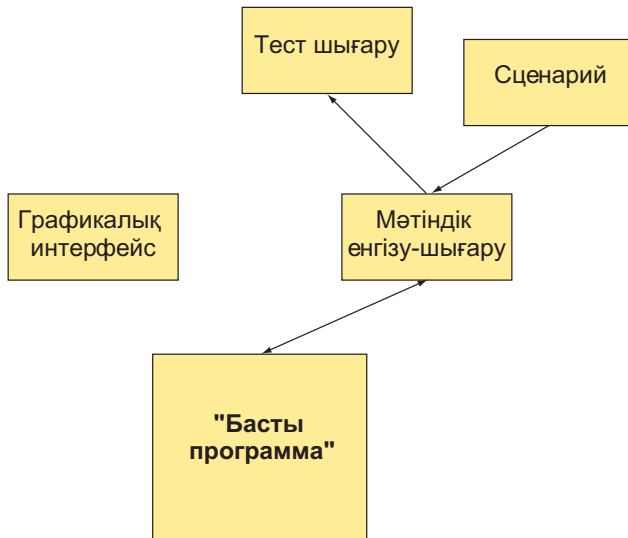 Тест шығару
Сценарий
Графикалық
интерфейс
Мәтіндік
енгізу-шығару
"Басты
программа"